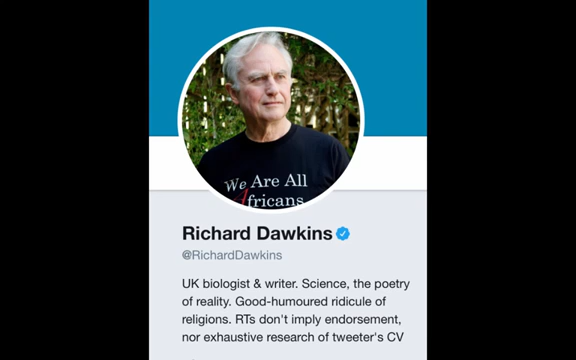 We Are All
Africans
Richard Dawkins
@RichardDawkins
UK biologist & writer. Science, the poetry
of reality. Good-humoured ridicule of
religions. RTs don't imply endorsement,
nor exhaustive research of tweeter's CV